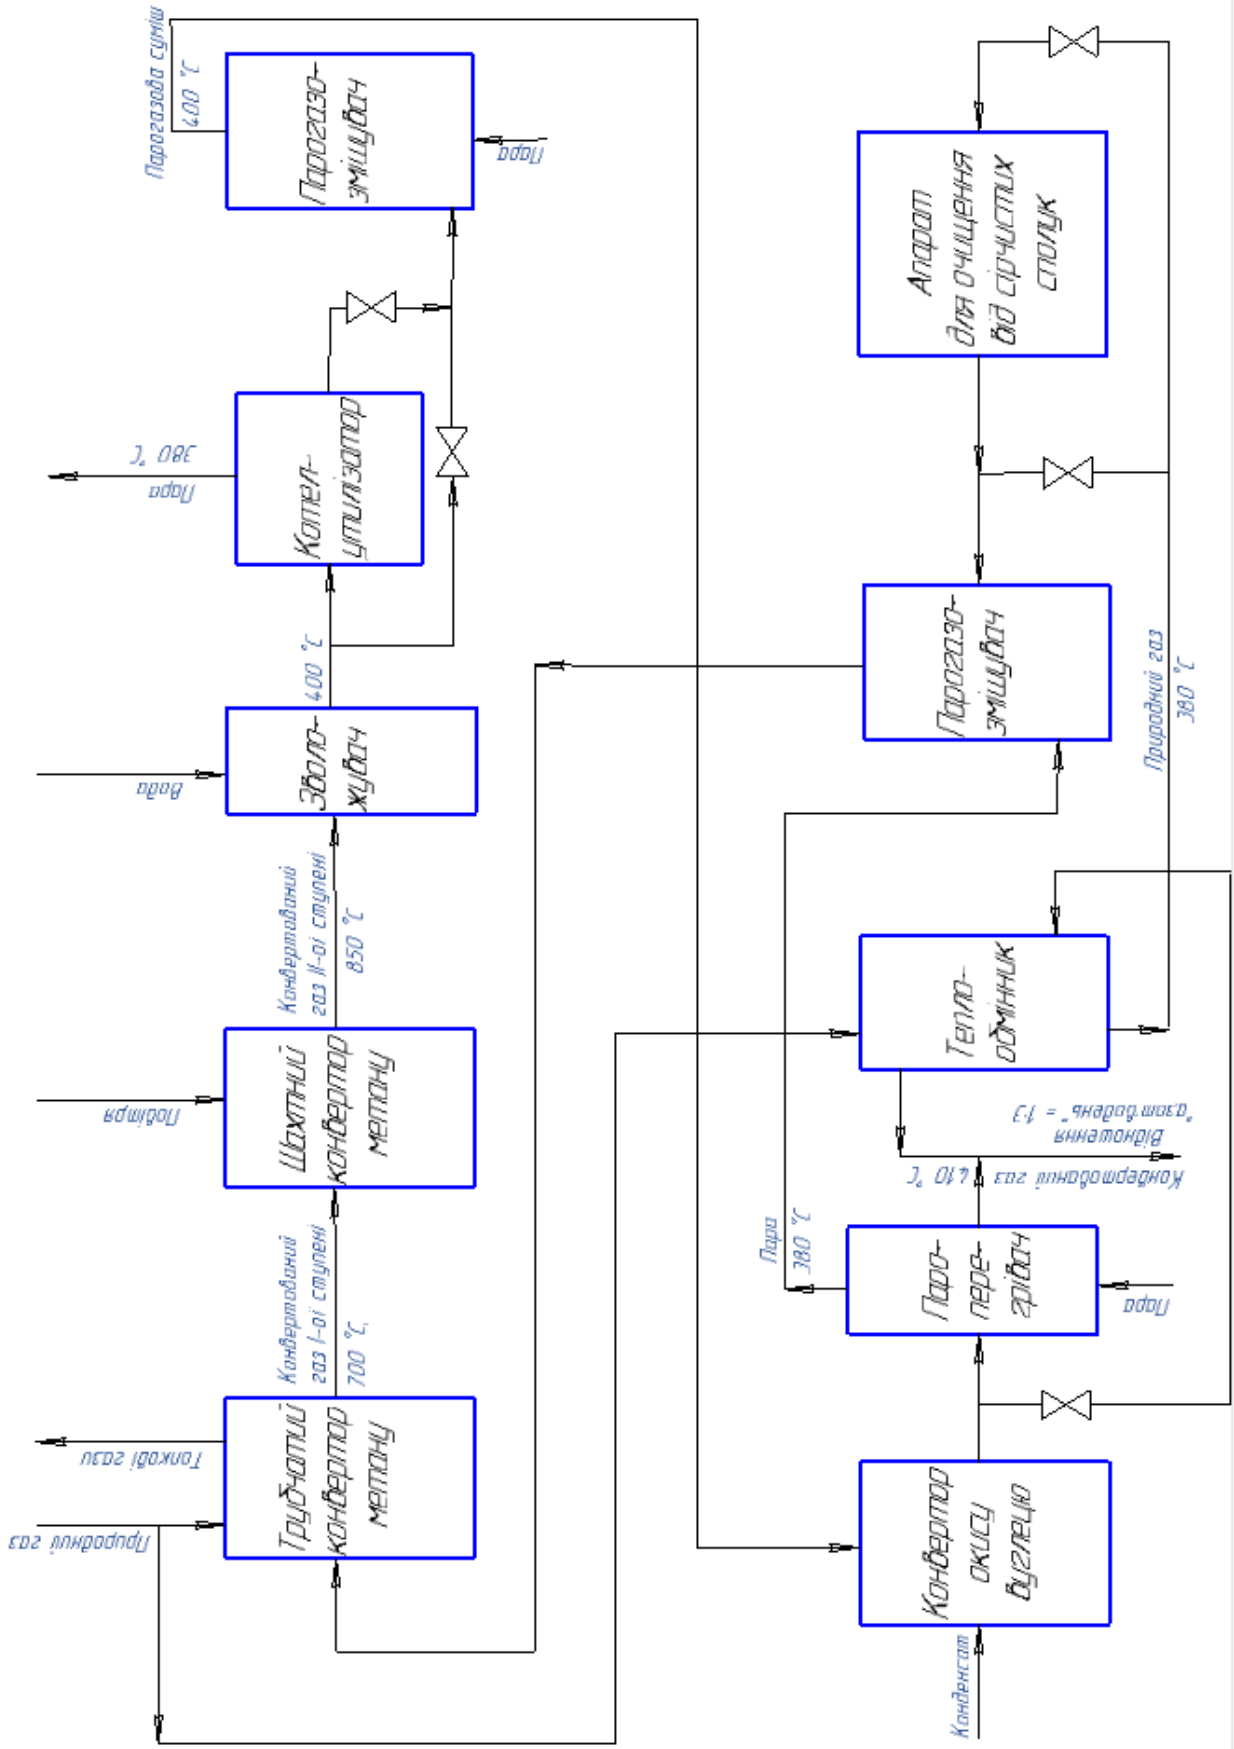 Природний газ
Топкові гази
Трубчатий
конвертор
метану
Конвертований
газ I-ої ступені
700 °С
Повітря
Шахтний
конвертор
метану
Конвертований
газ II-ої ступені
850 °С
Вода
Зволо-
жувач
400 °С
Котел-
утилізатор
Пара
380 °С
Парогазо-
змішувач
Пара
Парогазова суміш
400 °С
Конденсат
Конвертор
окису
вуглецю
Паро-
пере-
грівач
Пара
Пара
380 °С
Конвертований газ 410 °С
Відношення
"азот:водень" = 1:3
Тепло-
обмінник
Природний газ
380 °С
Парогазо-
змішувач
Апарат
для очищення
від сірчистих
сполук